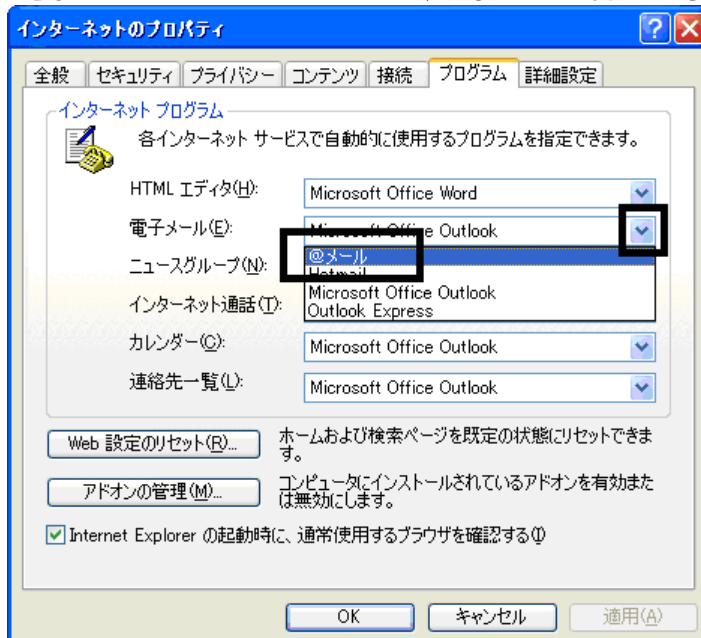 インターネットのプロパティ
全般 セキュリティ プライバシー コンテンツ 接続 プログラム 詳細設定
インターネット プログラム
各インターネット サービスで自動的に使用するプログラムを指定できます。
HTML エディタ(H): Microsoft Office Word
電子メール(E): Microsoft Office Outlook
@メール
ニュースグループ(N):
Hotmail
Microsoft Office Outlook
インターネット通話(T):
Outlook Express
カレンダー(C): Microsoft Office Outlook
連絡先一覧(L): Microsoft Office Outlook
Web 設定のリセット(R)... ホームおよび検索ページを既定の状態にリセットできま
す。
アドオンの管理(M)... コンピュータにインストールされているアドオンを有効また
は無効にします。
Internet Explorer の起動時に、通常使用するブラウザを確認する(I)
OK キャンセル 適用(A)